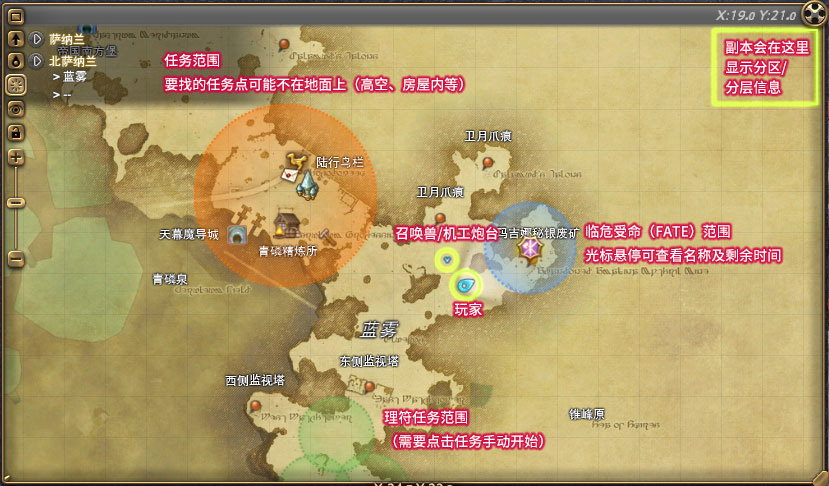 X:19.0 Y:21.0
萨纳兰
帝国南方堡
北萨纳兰
> 蓝雾
> --
任务范围
要找的任务点可能不在地面上（高空、房屋内等）
副本会在这里
显示分区/
分层信息
卫月爪痕
陆行鸟栏
卫月爪痕
天幕魔导城
青磷精炼所
召唤兽/机工炮台
玛吉娜秘银废矿
临危受命（FATE）范围
光标悬停可查看名称及剩余时间
青磷泉
玩家
蓝雾
东侧监视塔
西侧监视塔
理符任务范围
（需要点击任务手动开始）
锥峰原